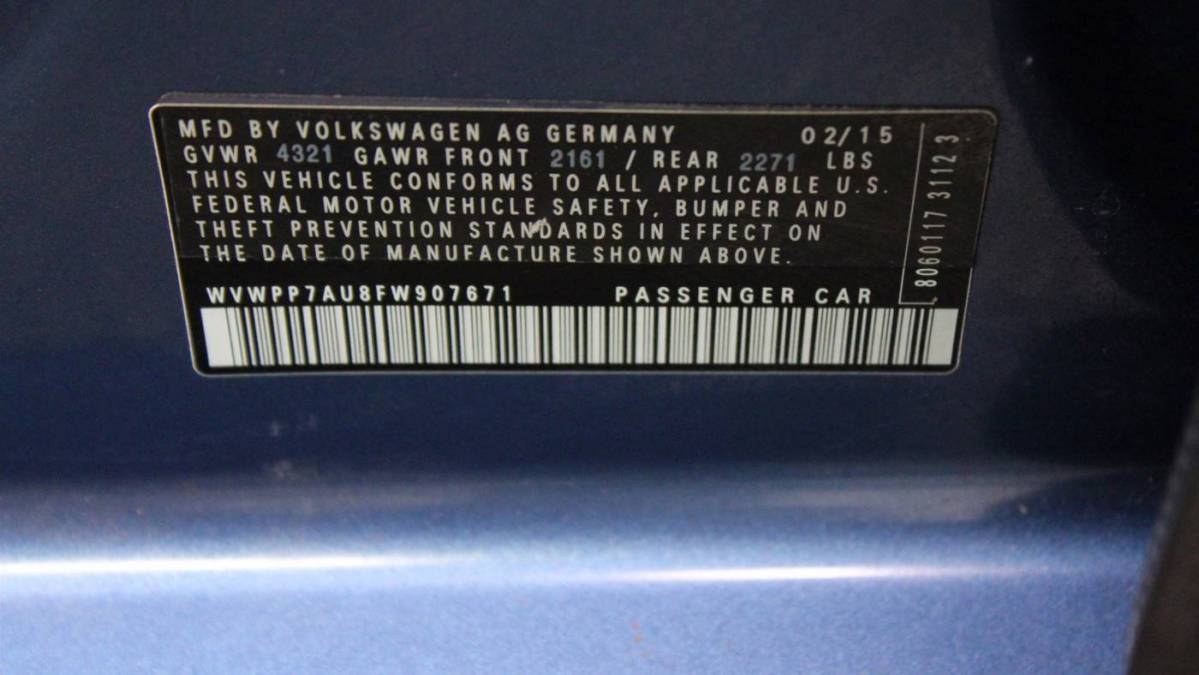 MFD BY VOLKSWAGEN AG GERMANY 02/15
GVWR 4321 GAWR FRONT 2161 / REAR 2271 LBS
THIS VEHICLE CONFORMS TO ALL APPLICABLE U.S.
FEDERAL MOTOR VEHICLE SAFETY, BUMPER AND
THEFT PREVENTION STANDARDS IN EFFECT ON
THE DATE OF MANUFACTURE SHOWN ABOVE.
WVWPP7AU8FW907671 PASSENGER CAR
8060117 3112 3